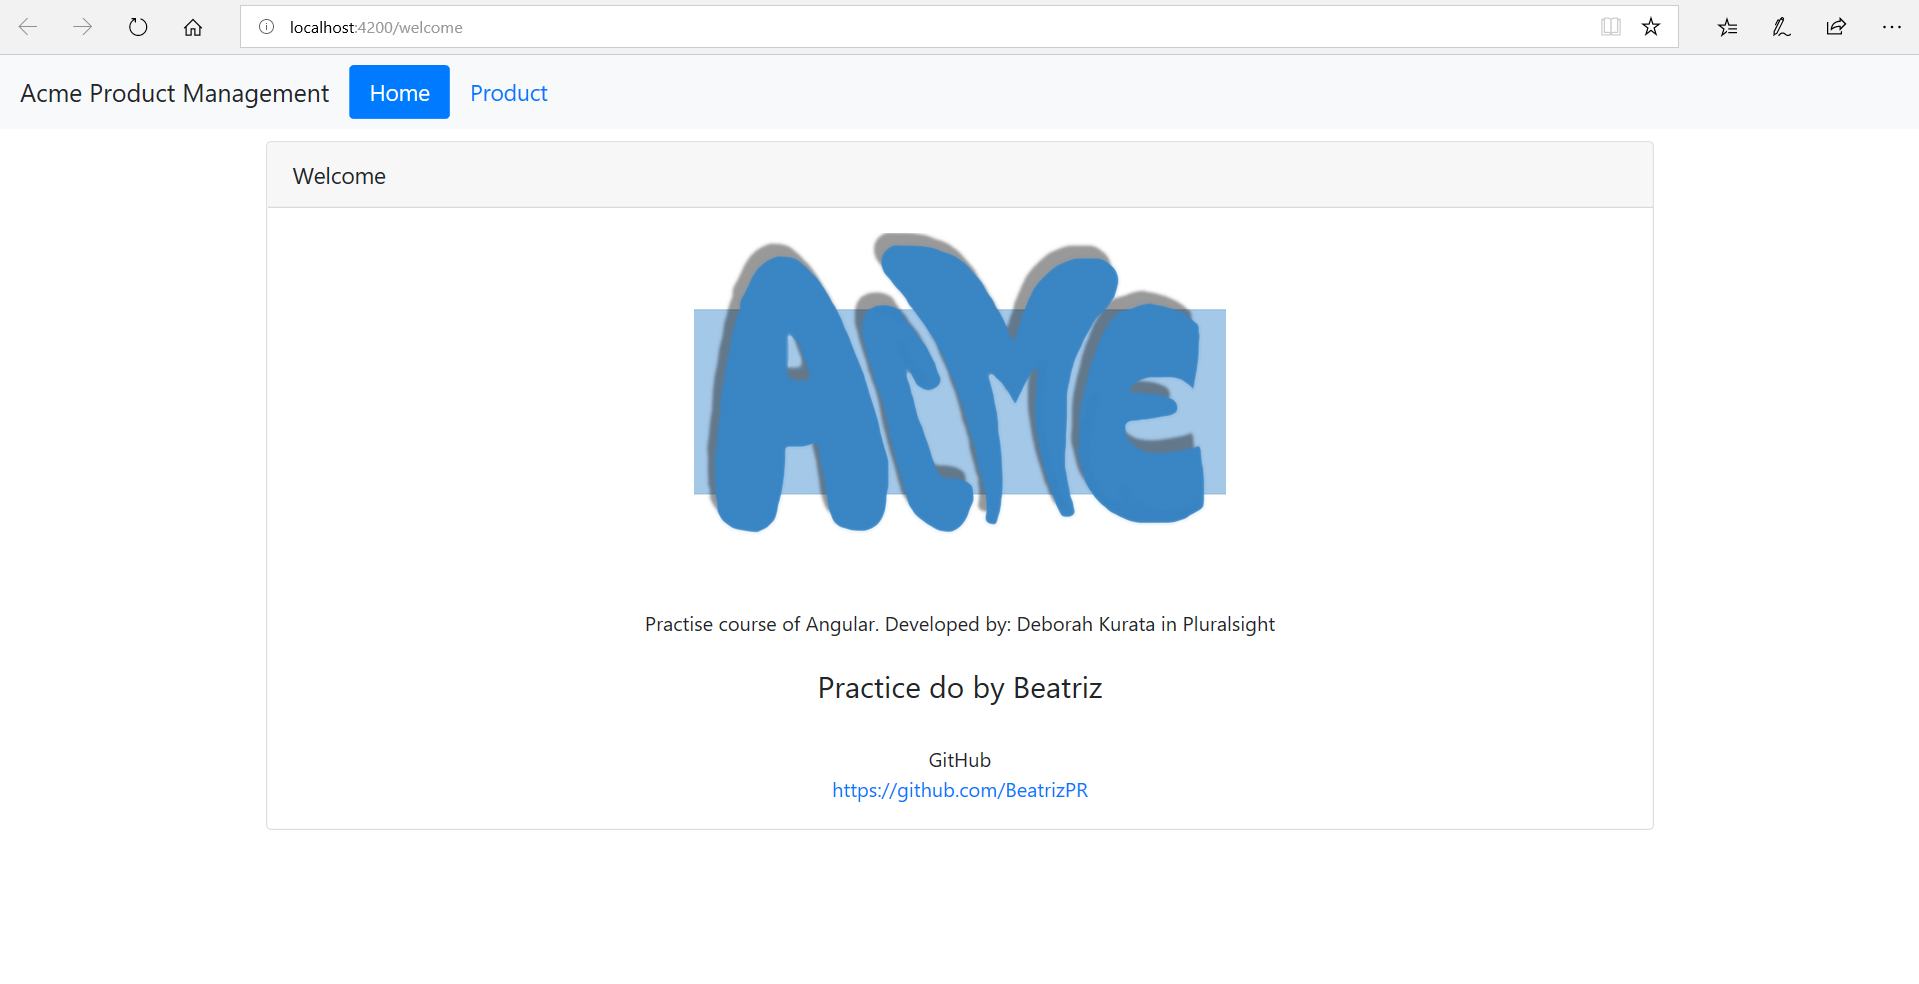 localhost:4200/welcome
Acme Product Management Home Product
Welcome
ACME
Practise course of Angular. Developed by: Deborah Kurata in Pluralsight
Practice do by Beatriz
GitHub
https://github.com/BeatrizPR